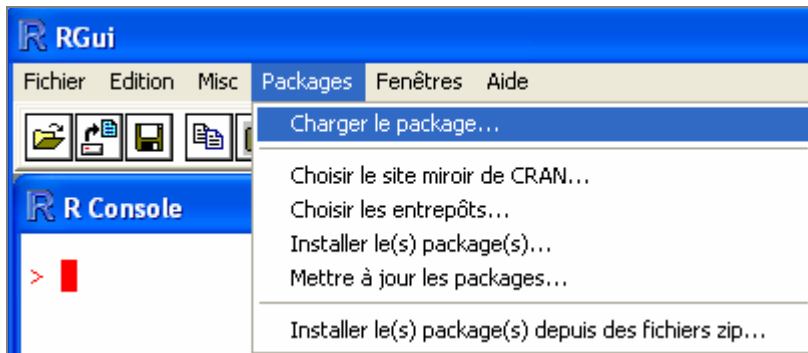 RGui
Fichier Edition Misc Packages Fenêtres Aide
Charger le package...
Choisir le site miroir de CRAN...
Choisir les entrepôts...
Installer le(s) package(s)...
Mettre à jour les packages...
Installer le(s) package(s) depuis des fichiers zip...
R Console
>